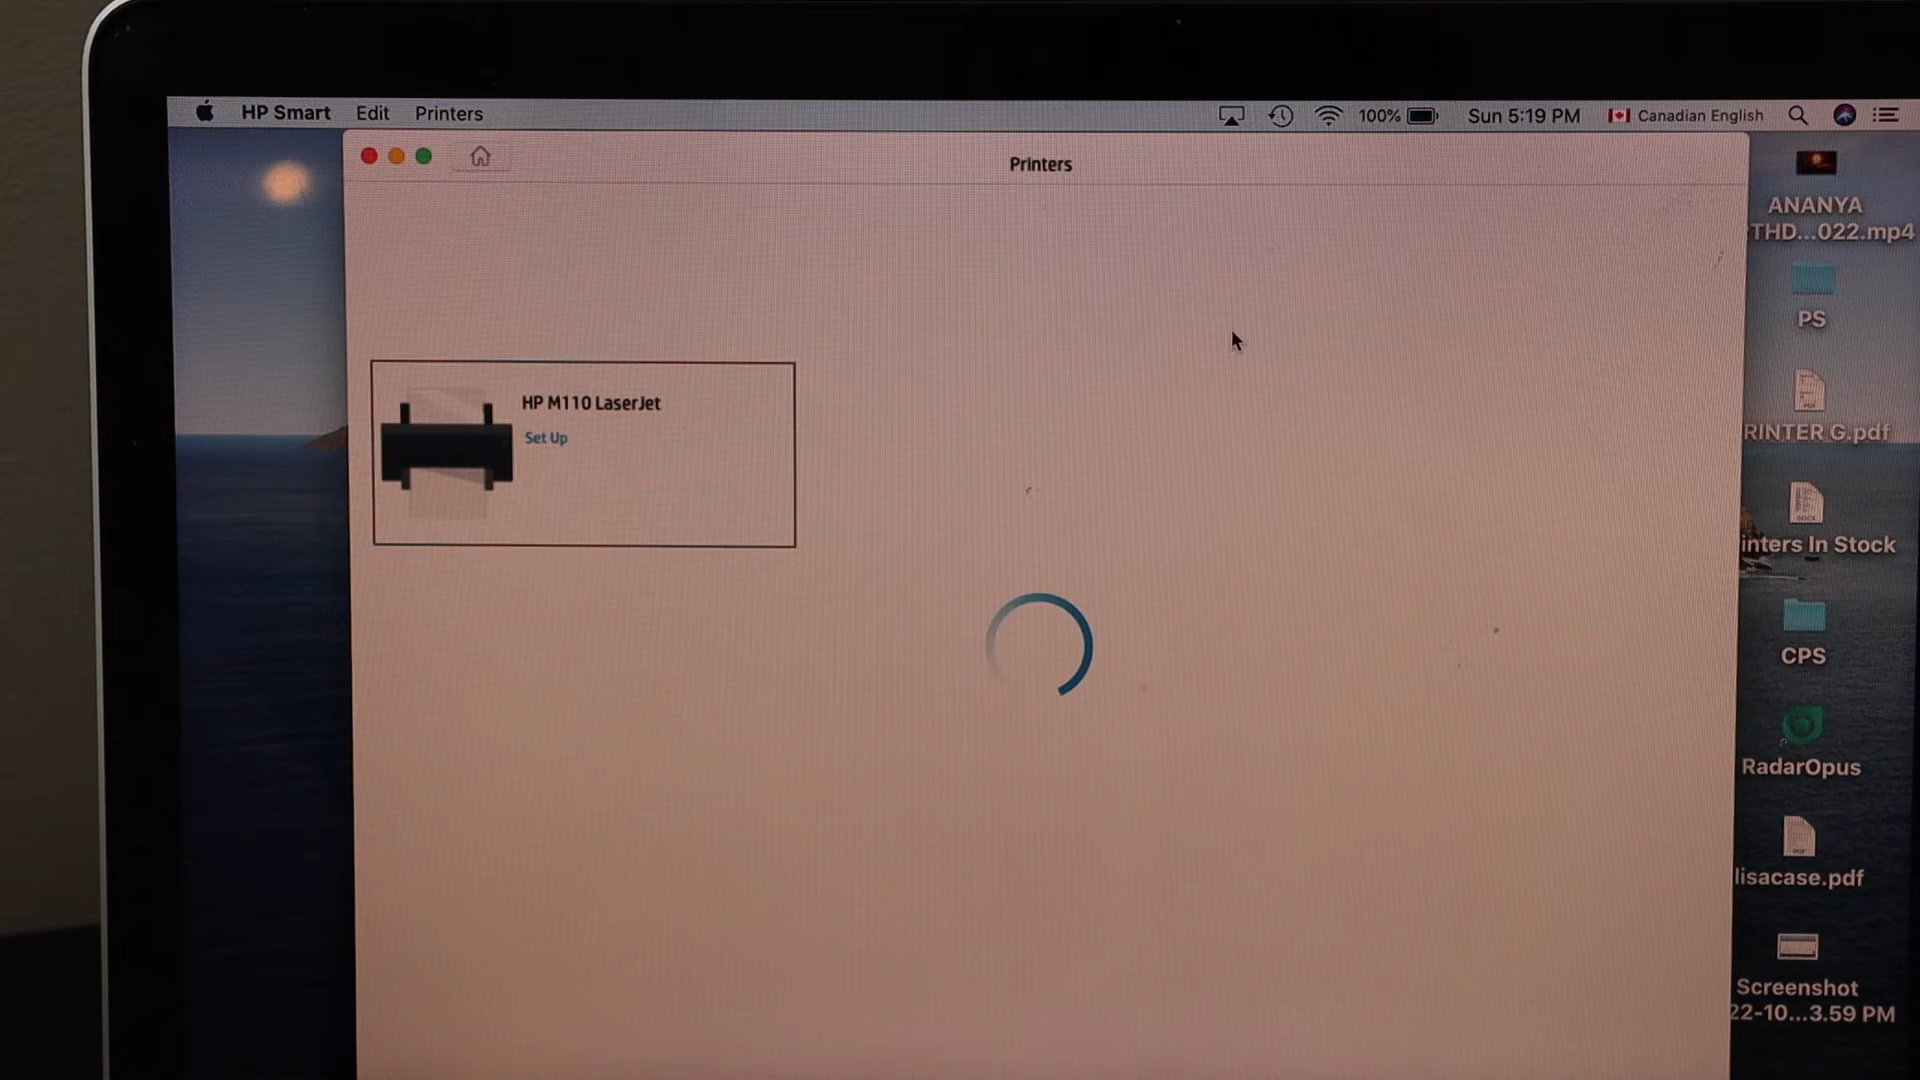 HP Smart Edit Printers 100% Sun 5:19 PM Canadian English
Printers
HP M110 LaserJet
Set Up
ANANYA
THD...022.mp4
PS
RINTER G.pdf
inters In Stock
CPS
RadarOpus
lisacase.pdf
Screenshot
22-10...3.59 PM